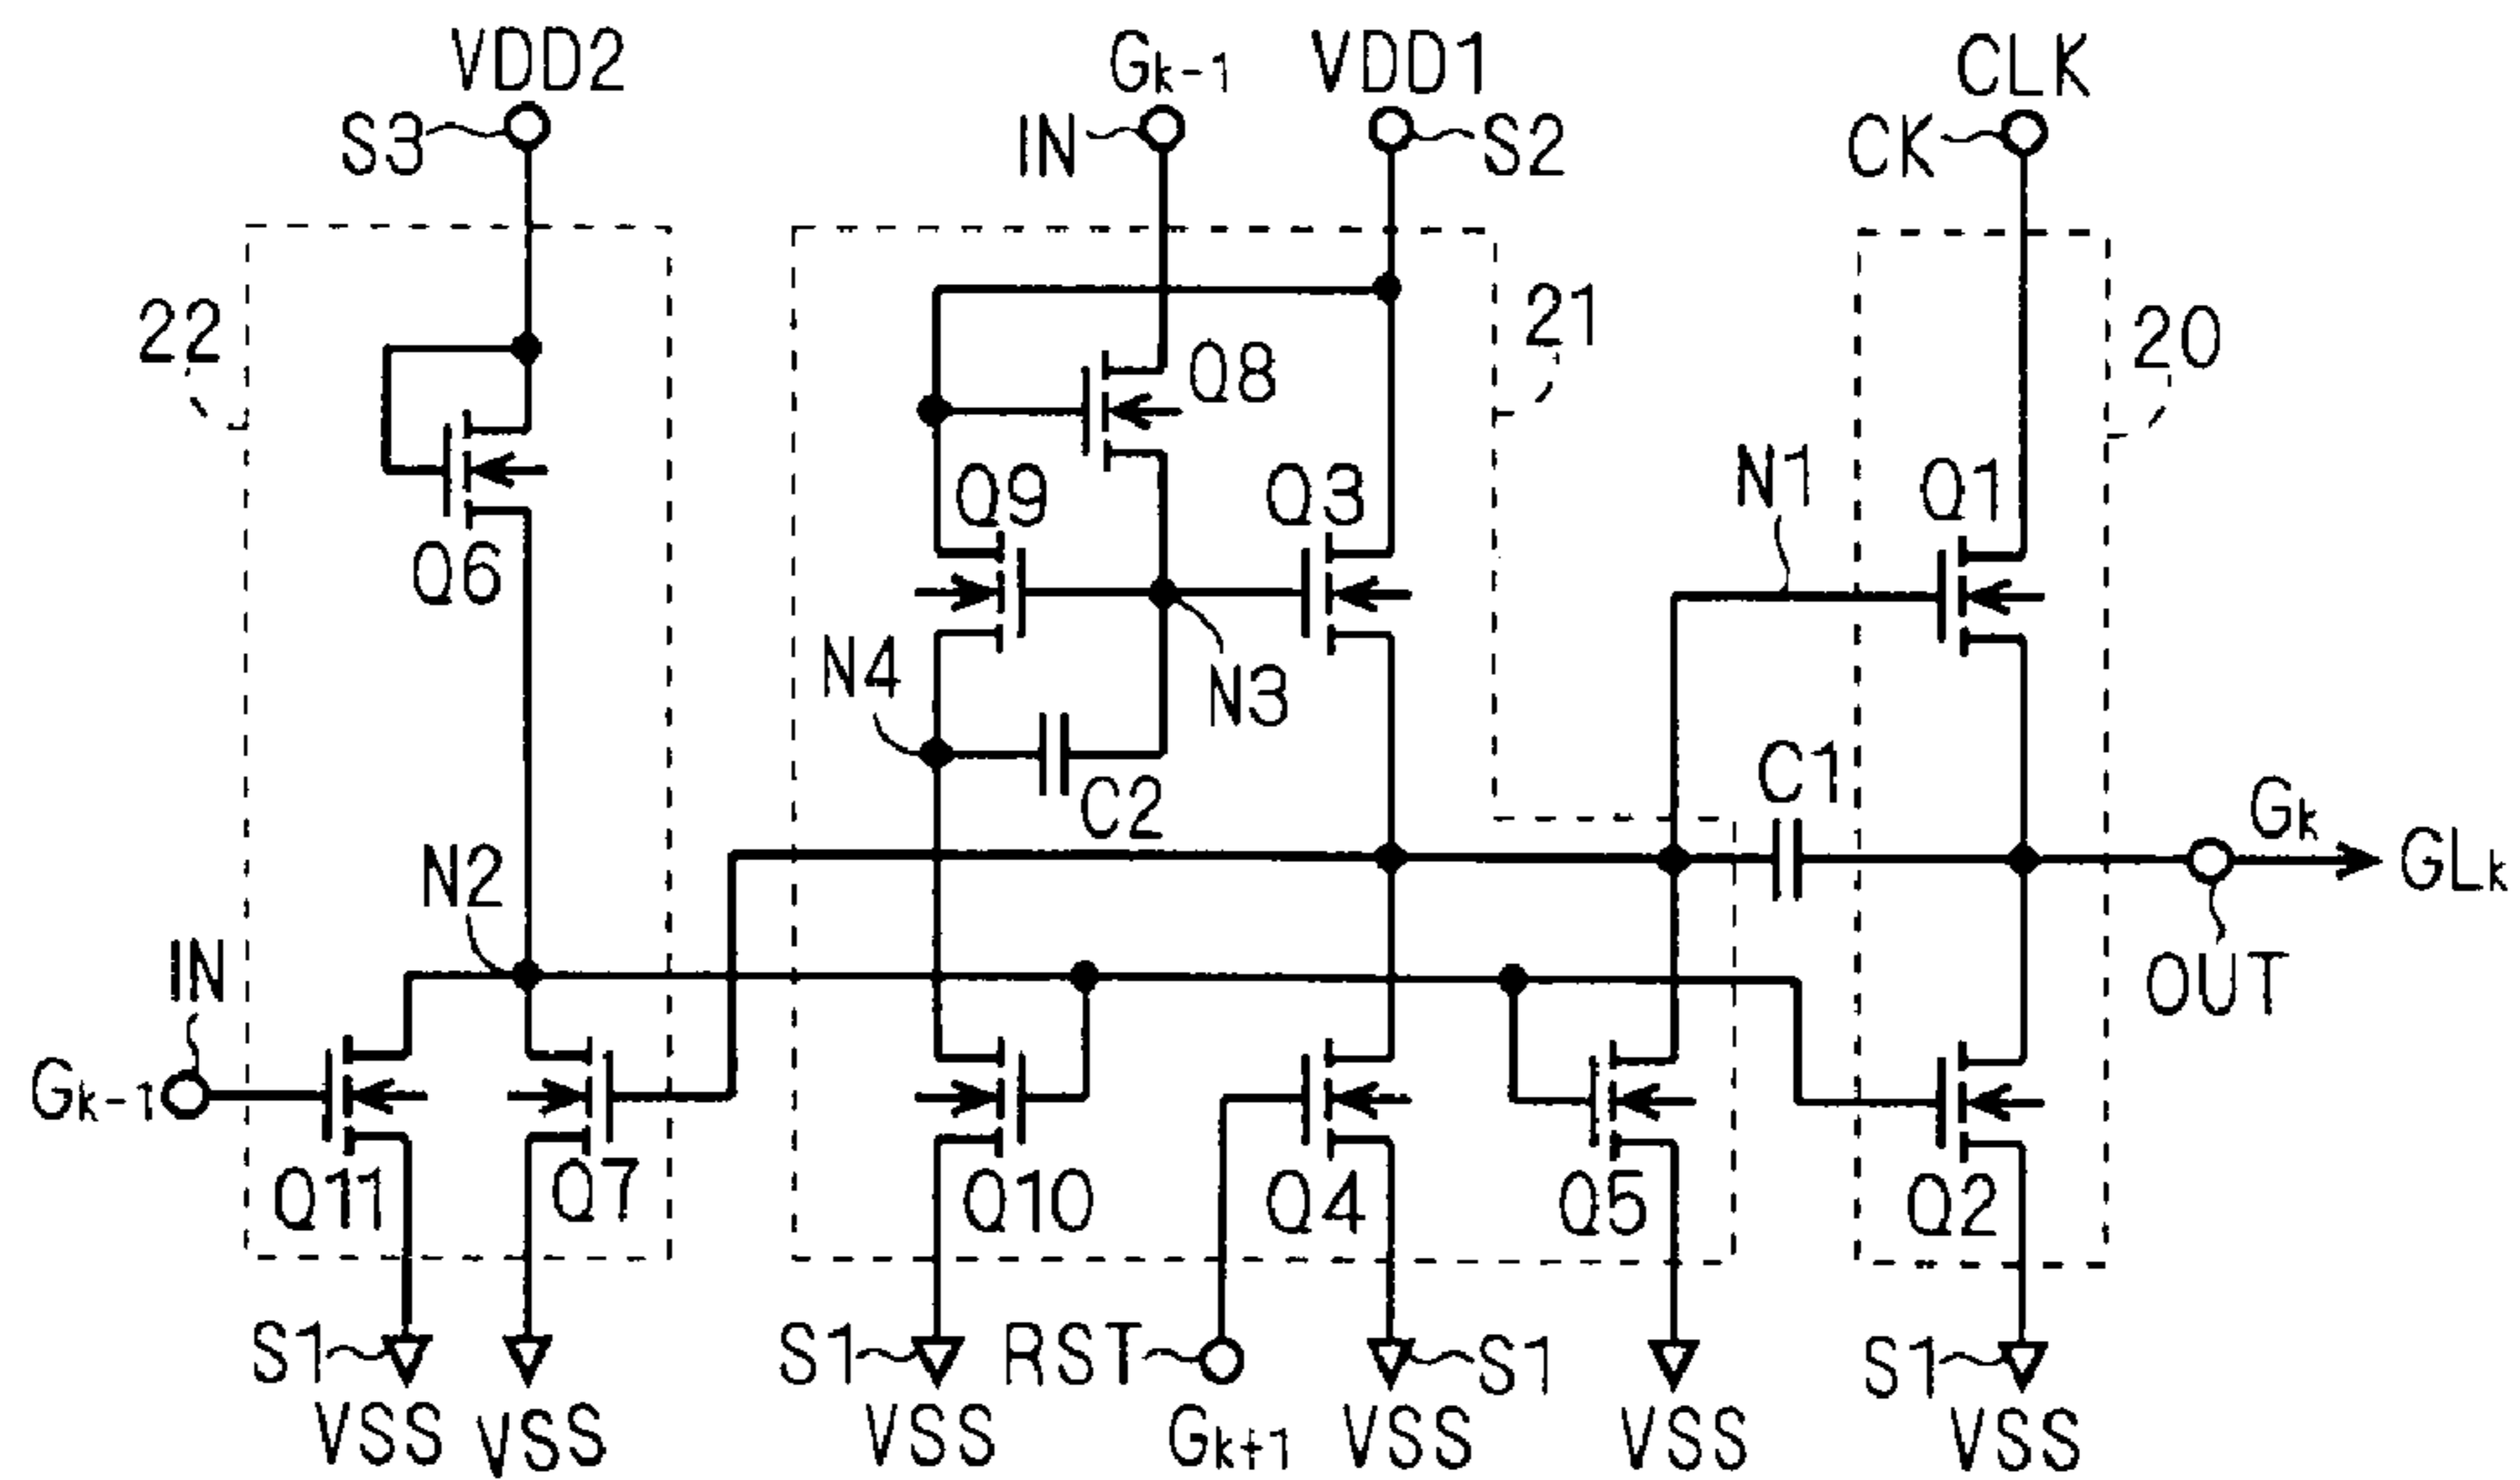 VDD2
Gk-1
VDD1
CLK
S3
IN
S2
CK
22
21
20
Q8
N1
Q1
Q9
Q3
Q6
N4
N3
C1
C2
Gk
GLk
N2
IN
OUT
Gk-1
Q11
Q7
Q10
Q4
Q5
Q2
S1
S1
RST
S1
S1
VSS
VSS
VSS
Gk+1
VSS
VSS
VSS